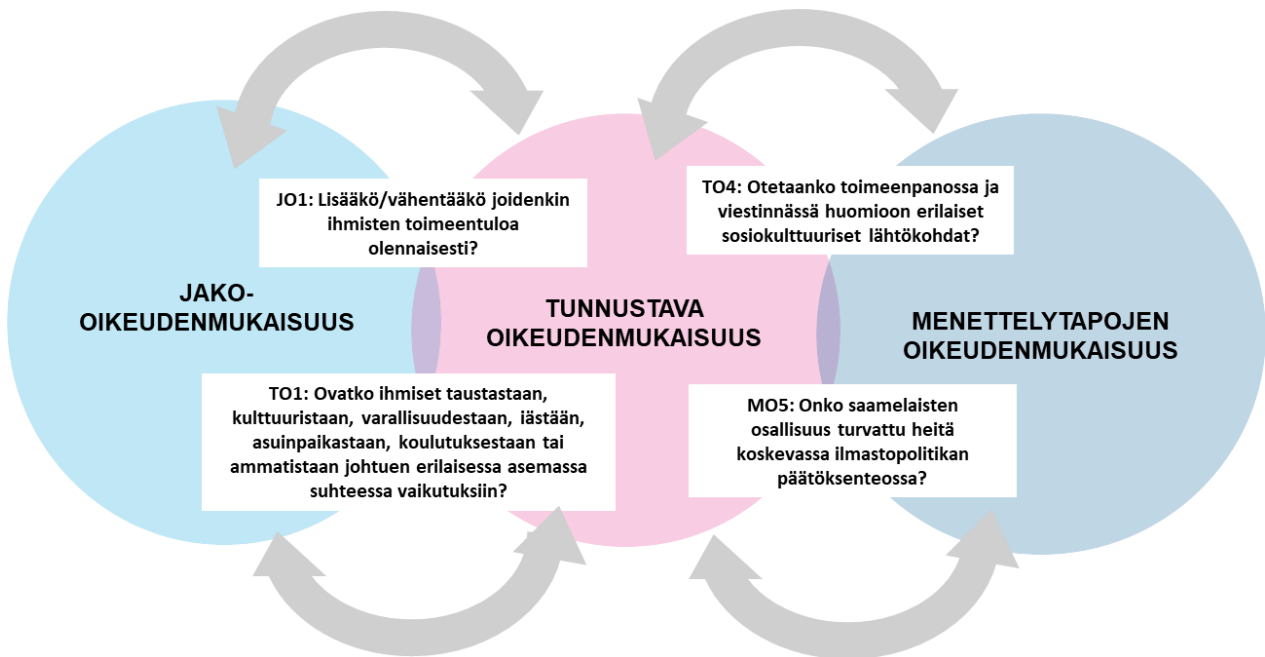 JO1: Lisääkö/vähentääkö joidenkin
ihmisten toimeentuloa
olennaisesti?
TO4: Otetaanko toimeenpanossa ja
viestinnässä huomioon erilaiset
sosiokulttuuriset lähtökohdat?
JAKO-
OIKEUDENMUKAISUUS
TUNNUSTAVA
OIKEUDENMUKAISUUS
MENETTELYTAPOJEN
OIKEUDENMUKAISUUS
TO1: Ovatko ihmiset taustastaan,
kulttuuristaan, varallisuudestaan, iästään,
asuinpaikastaan, koulutuksestaan tai
ammatistaan johtuen erilaisessa asemassa
suhteessa vaikutuksiin?
MO5: Onko saamelaisten
osallisuus turvattu heitä
koskevassa ilmastopolitikan
päätöksenteossa?